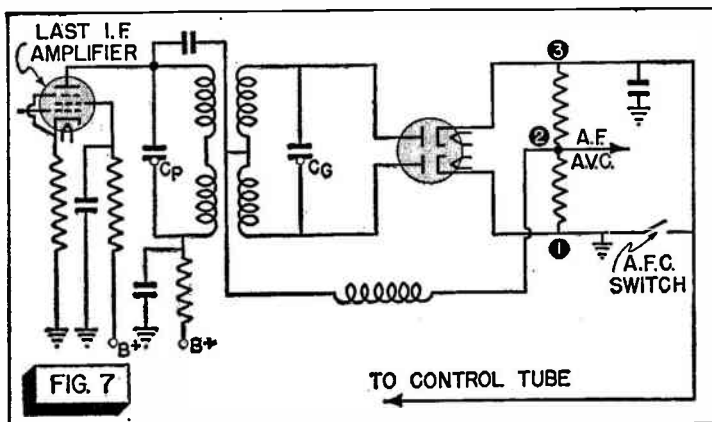 LAST I.F.
AMPLIFIER
CP
CG
3
2
A.F.
A.V.C.
1
A.F.C.
SWITCH
B+
B+
FIG. 7
TO CONTROL TUBE